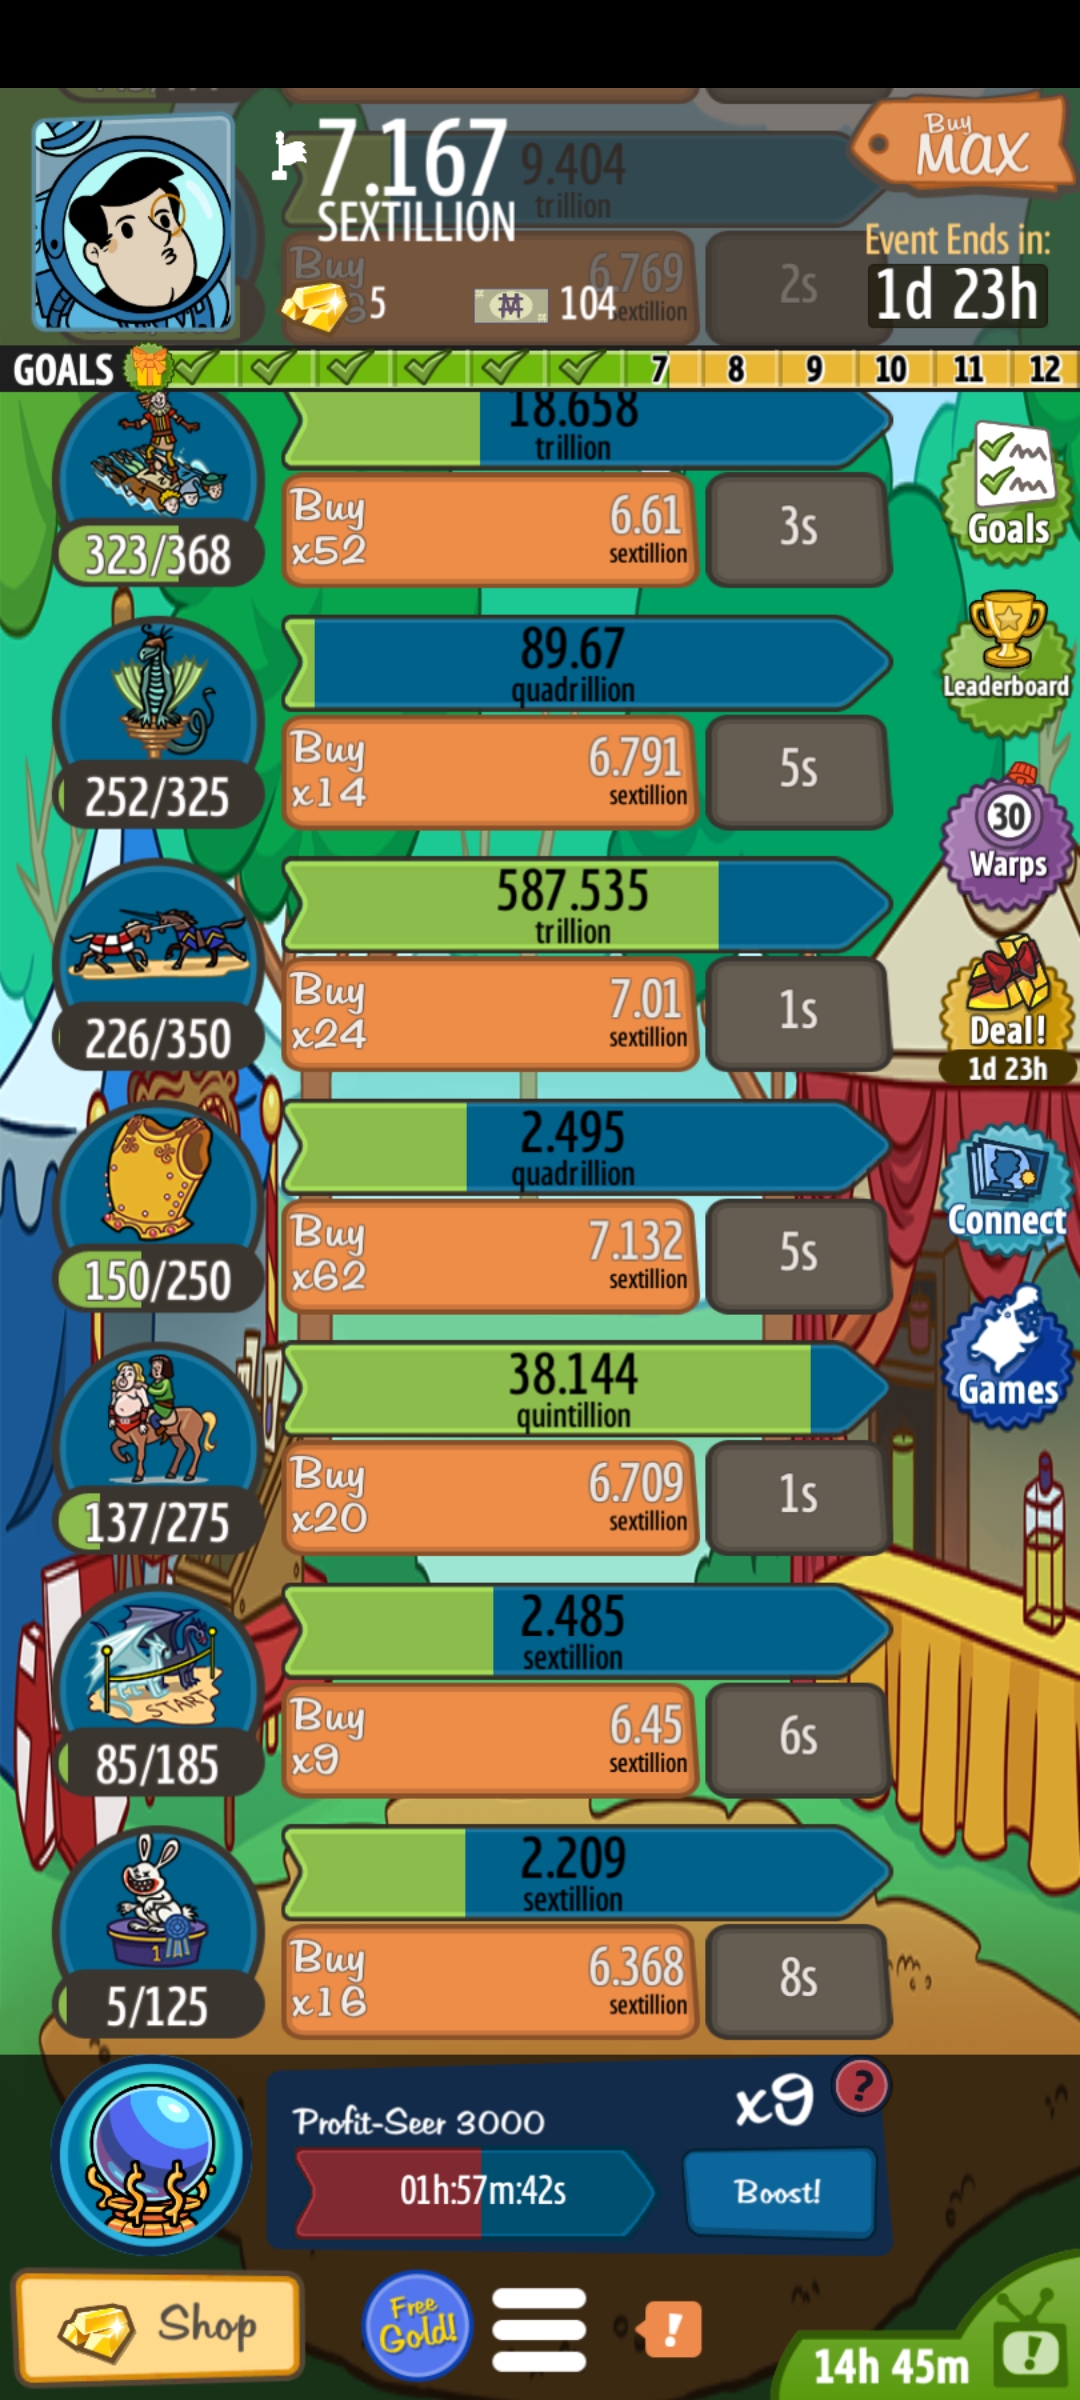 7.167
SEXTILLION
9.404
trillion
Buy
MAX
Event Ends in:
1d 23h
Buy
6.769
sextillion
2s
5
104
GOALS
7 8 9 10 11 12
18.658
trillion
323/368
Buy
x52
6.61
sextillion
3s
Goals
Leaderboard
89.67
quadrillion
252/325
Buy
x14
6.791
sextillion
5s
30
Warps
587.535
trillion
226/350
Buy
x24
7.01
sextillion
1s
Deal!
1d 23h
2.495
quadrillion
150/250
Buy
x62
7.132
sextillion
5s
Connect
38.144
quintillion
137/275
Buy
x20
6.709
sextillion
1s
Games
2.485
sextillion
START
85/185
Buy
x9
6.45
sextillion
6s
2.209
sextillion
1
5/125
Buy
x16
6.368
sextillion
8s
Profit-Seer 3000
x9
?
01h:57m:42s
Boost!
Shop
Free
Gold!
!
14h 45m
!